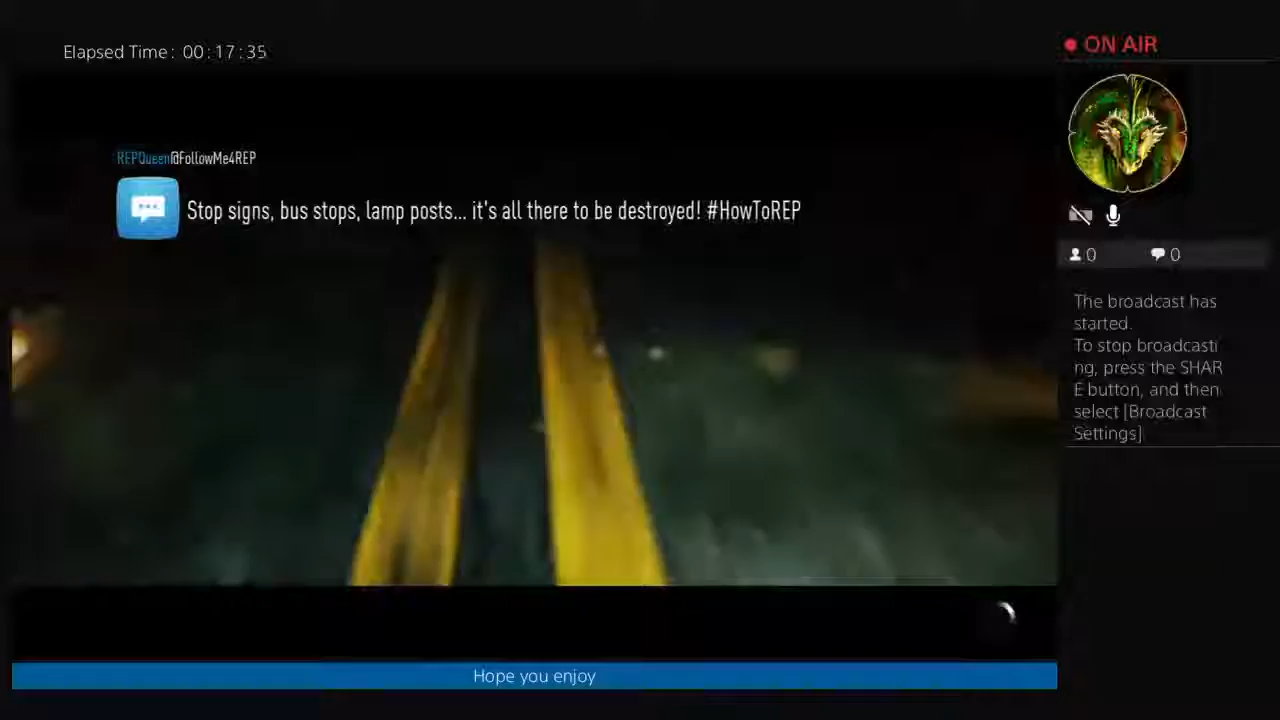 Elapsed Time: 00:17:35
ON AIR
REPQueen@FollowMe4REP
Stop signs, bus stops, lamp posts... it's all there to be destroyed! #HowToREP
0 0
The broadcast has
started.
To stop broadcasti
ng, press the SHAR
E button, and then
select [Broadcast
Settings]
Hope you enjoy